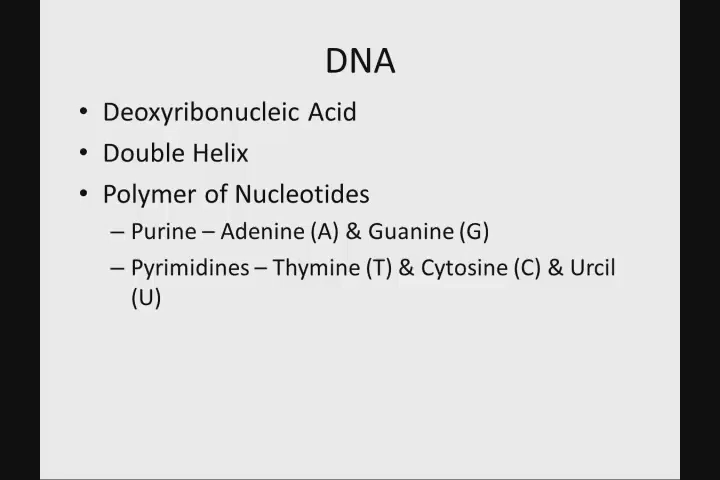 DNA
• Deoxyribonucleic Acid
• Double Helix
• Polymer of Nucleotides
– Purine – Adenine (A) & Guanine (G)
– Pyrimidines – Thymine (T) & Cytosine (C) & Urcil
(U)